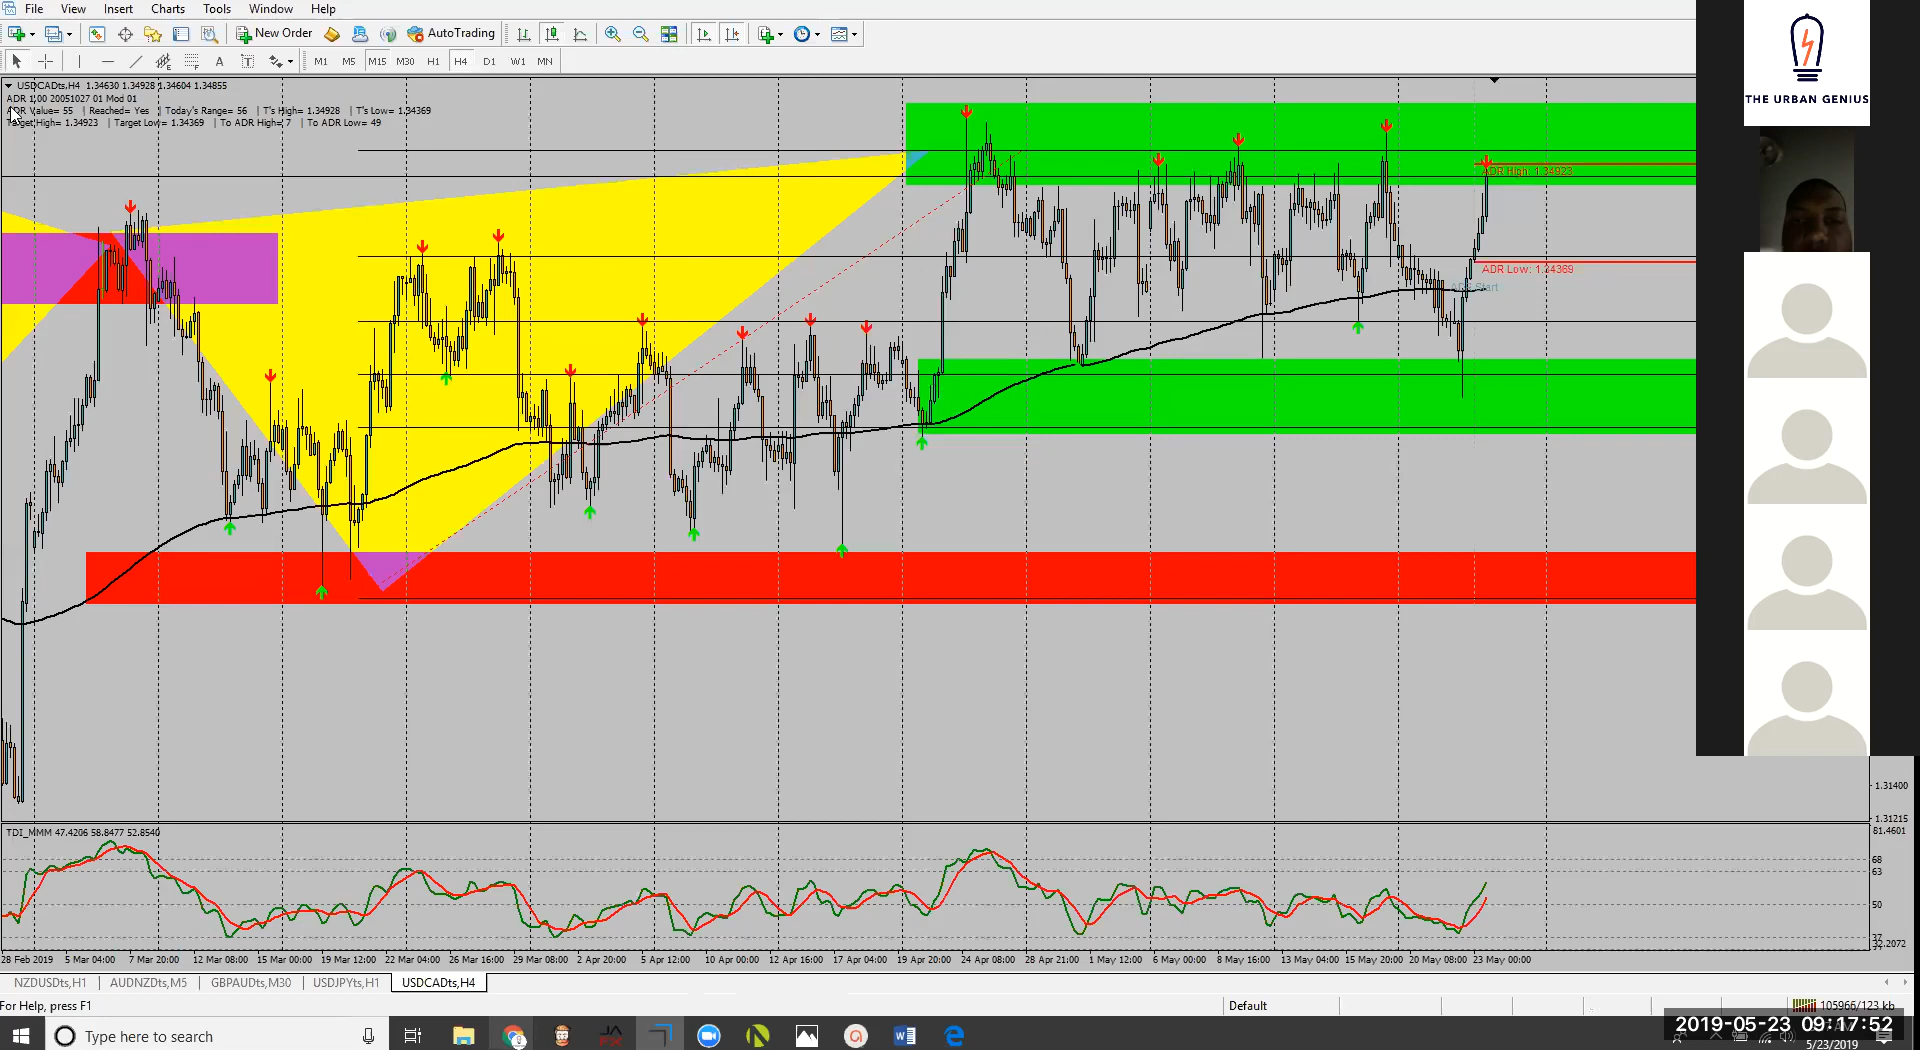 File View Insert Charts Tools Window Help
New Order AutoTrading
A T M1 M5 M15 M30 H1 H4 D1 W1 MN
USDCADts,H4 1.34630 1.34928 1.34604 1.34855
ADR 1.00 20051027 01 Mod 01
ADR Value= 55 | Reached= Yes | Today's Range= 56 | T's High= 1.34928 | T's Low= 1.34369
Target High= 1.34923 | Target Low= 1.34369 | To ADR High= 7 | To ADR Low= 49
THE URBAN GENIUS
ADR High: 1.34923
ADR Low: 1.34369
ADR Start
1.31400
1.31215
TDI_MMM 47.4206 58.8477 52.8540
81.4601
68
63
50
37
32.2072
28 Feb 2019 5 Mar 04:00 7 Mar 20:00 12 Mar 08:00 15 Mar 00:00 19 Mar 12:00 22 Mar 04:00 26 Mar 16:00 29 Mar 08:00 2 Apr 20:00 5 Apr 12:00 10 Apr 00:00 12 Apr 16:00 17 Apr 04:00 19 Apr 20:00 24 Apr 08:00 28 Apr 21:00 1 May 12:00 6 May 00:00 8 May 16:00 13 May 04:00 15 May 20:00 20 May 08:00 23 May 00:00
NZDUSDts,H1 AUDNZDts,M5 GBPAUDts,M30 USDJPYts,H1 USDCADts,H4
For Help, press F1 Default 105966/123 kb
Type here to search
2019-05-23 09:17:52
5/23/2019